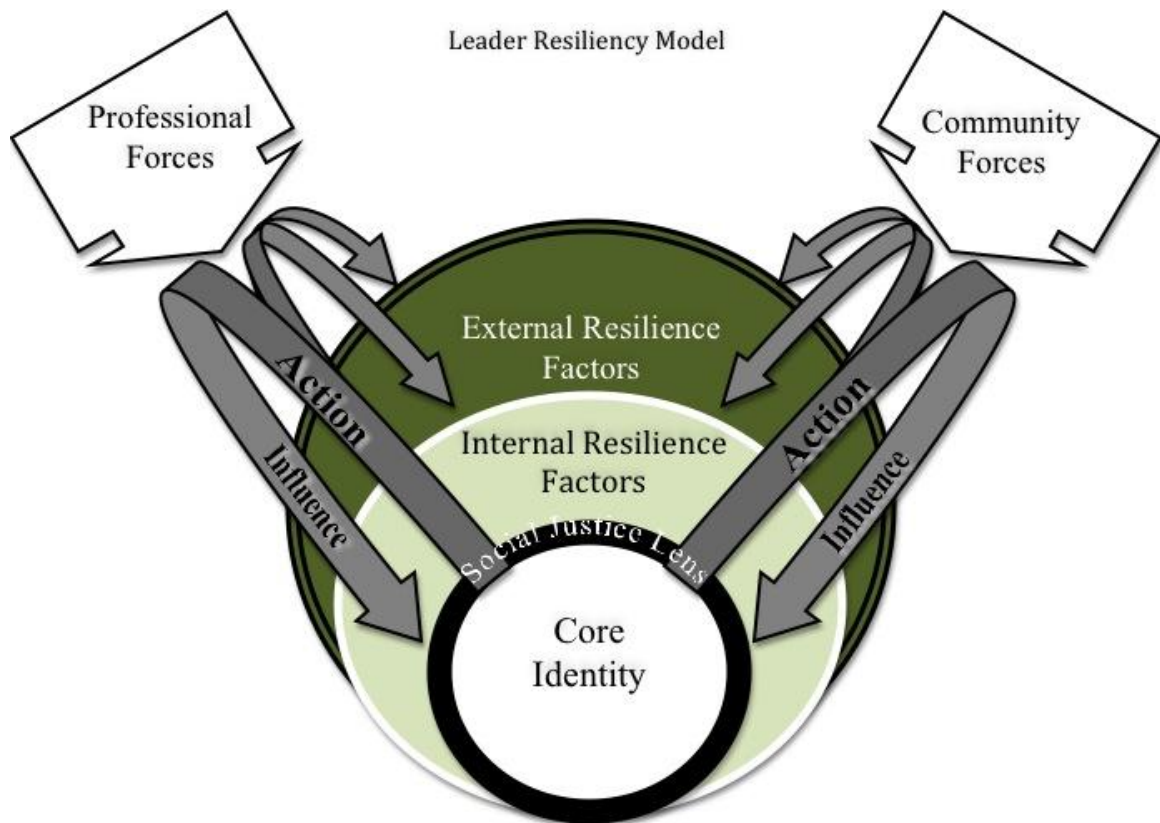 Leader Resiliency Model
Professional
Forces
Community
Forces
External Resilience
Factors
Internal Resilience
Factors
Action
Action
Influence
Influence
Social Justice Lens
Core
Identity